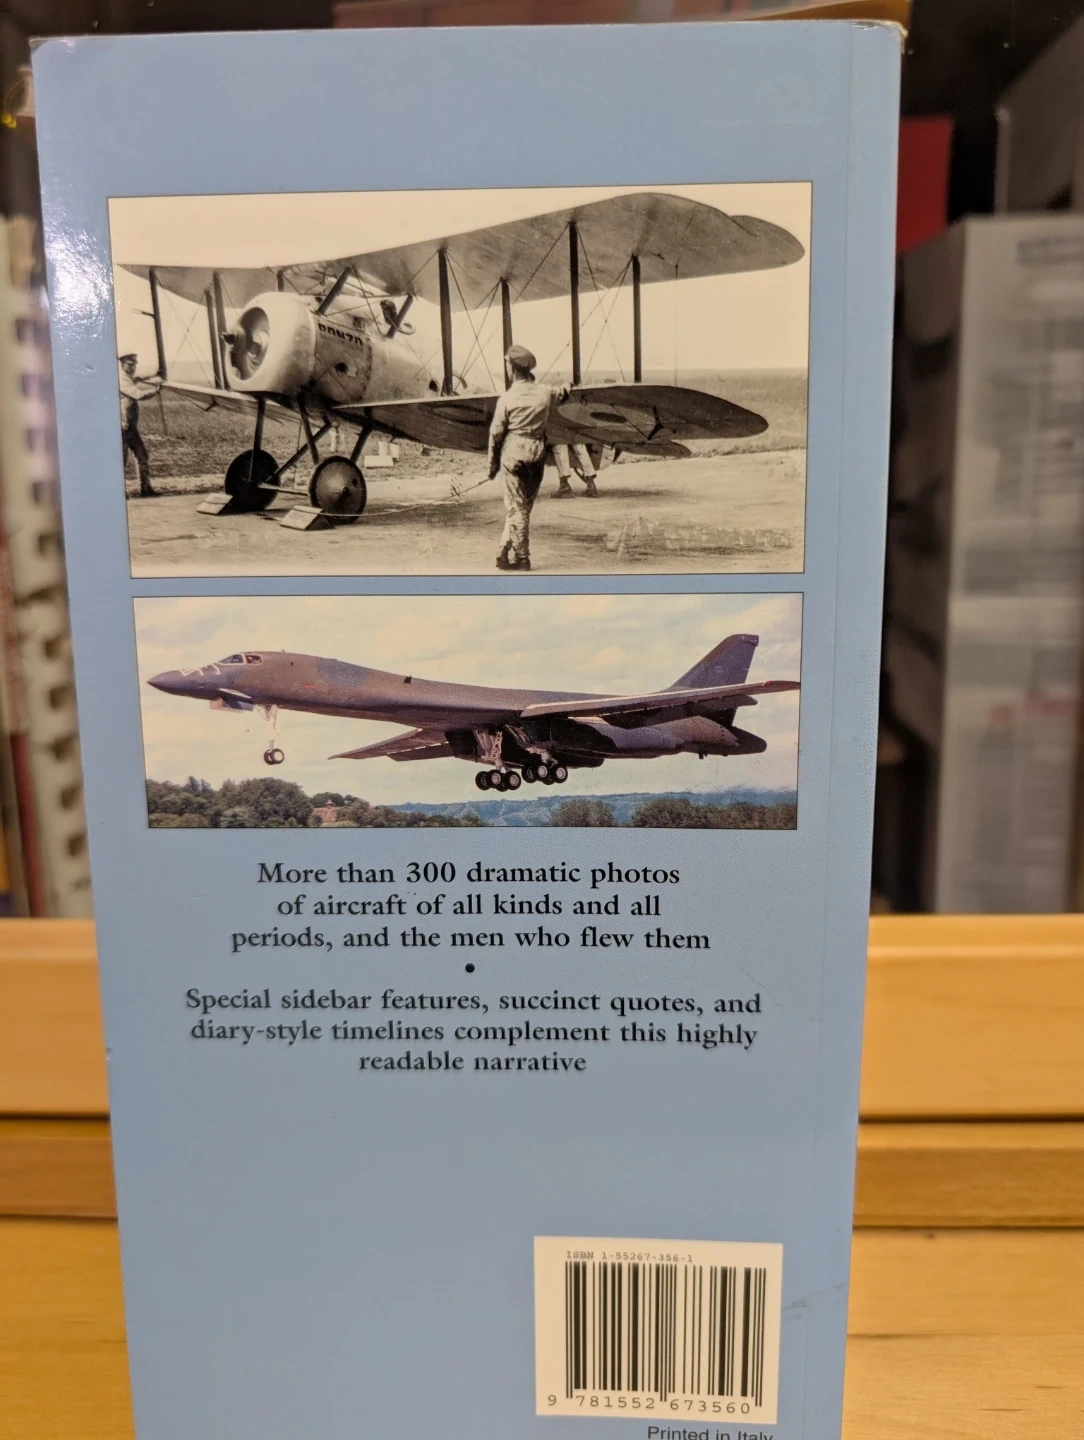 BONZO
More than 300 dramatic photos
of aircraft of all kinds and all
periods, and the men who flew them
•
Special sidebar features, succinct quotes, and
diary-style timelines complement this highly
readable narrative
ISBN 1-55267-356-1
9 781552 673560
Printed in Italy